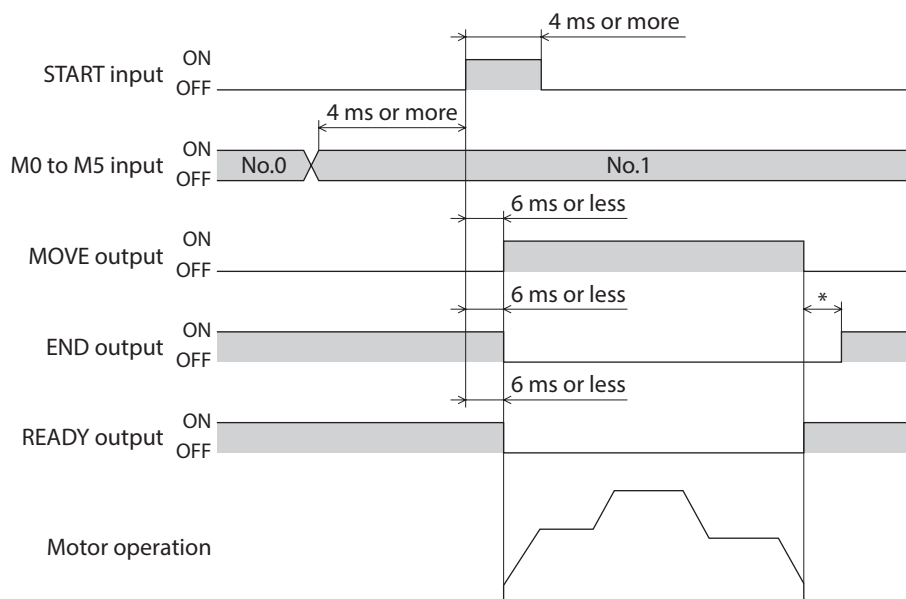 4 ms or more
START input
ON
OFF
4 ms or more
M0 to M5 input
ON
OFF
No.0
No.1
6 ms or less
MOVE output
ON
OFF
6 ms or less
*
END output
ON
OFF
6 ms or less
READY output
ON
OFF
Motor operation